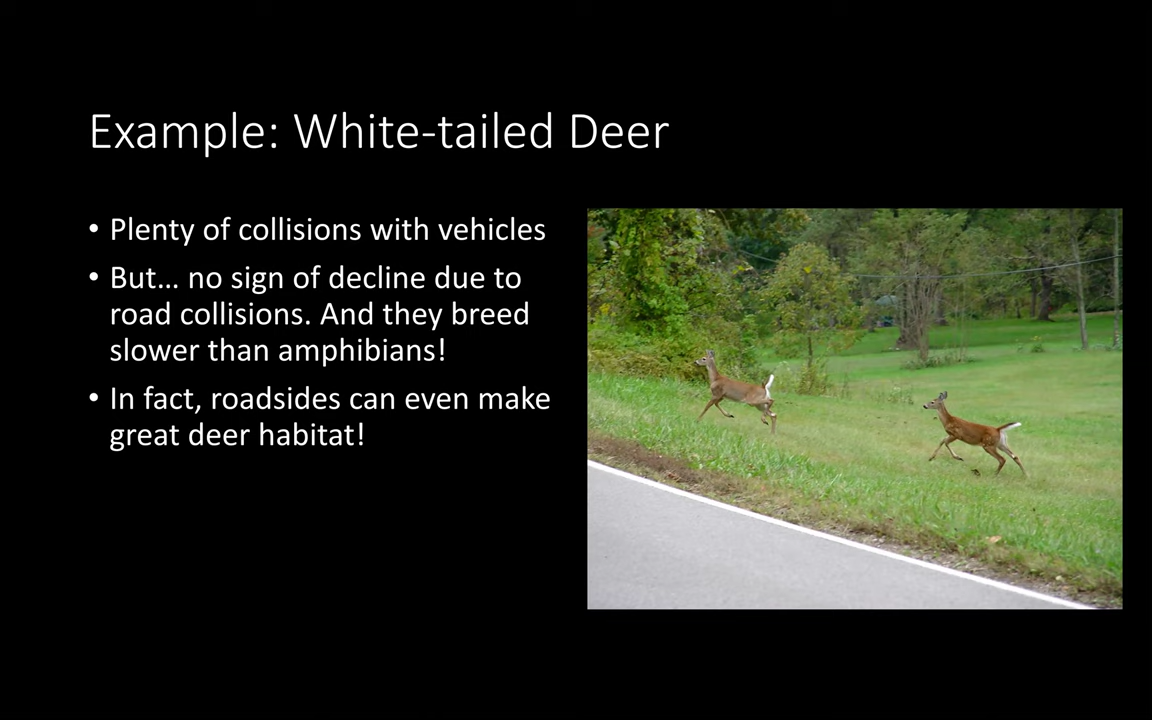 Example: White-tailed Deer
• Plenty of collisions with vehicles
• But... no sign of decline due to
road collisions. And they breed
slower than amphibians!
• In fact, roadsides can even make
great deer habitat!